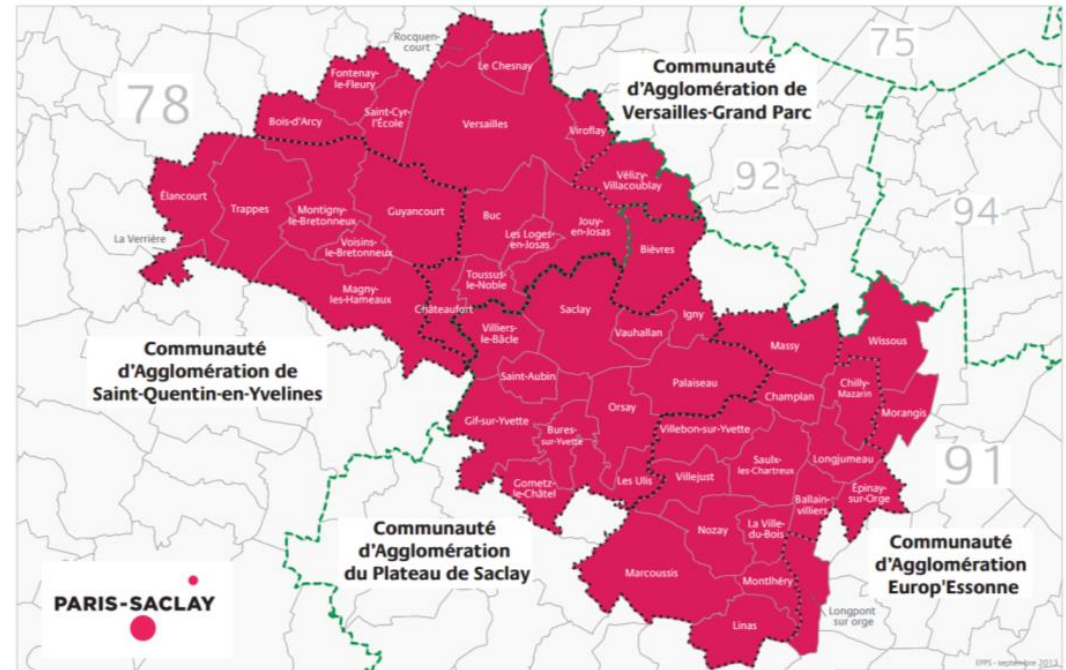 Rocquen-
court
Le Chesnay
75
Communauté
d'Agglomération de
Versailles-Grand Parc
78
Fontenay-
le-Fleury
Saint-Cyr-
l'École
Bois-d'Arcy
Versailles
Viroflay
92
Vélizy-
Villacoublay
94
Élancourt
Trappes
Montigny-
le-Bretonneux
Guyancourt
Buc
Les Loges-
en-Josas
Jouy-
en-Josas
La Verrière
Voisins-
le-Bretonneux
Bièvres
Magny-
les-Hameaux
Toussus-
le-Noble
Châteaufort
Saclay
Villiers-
le-Bâcle
Vauhallan
Igny
Massy
Wissous
Communauté
d'Agglomération de
Saint-Quentin-en-Yvelines
Saint-Aubin
Palaiseau
Champlan
Chilly-
Mazarin
Morangis
Orsay
Gif-sur-Yvette
Bures-
sur-Yvette
Villebon-sur-Yvette
Saulx-
les-Chartreux
Longjumeau
91
Gometz-
le-Châtel
Les Ulis
Villejust
Ballain-
villiers
Épinay-
sur-Orge
Nozay
La Ville-
du-Bois
Communauté
d'Agglomération
du Plateau de Saclay
Communauté
d'Agglomération
Europ'Essonne
Marcoussis
Montlhéry
Linas
Longpont
sur orge
PARIS-SACLAY
EPPS - septembre 2013